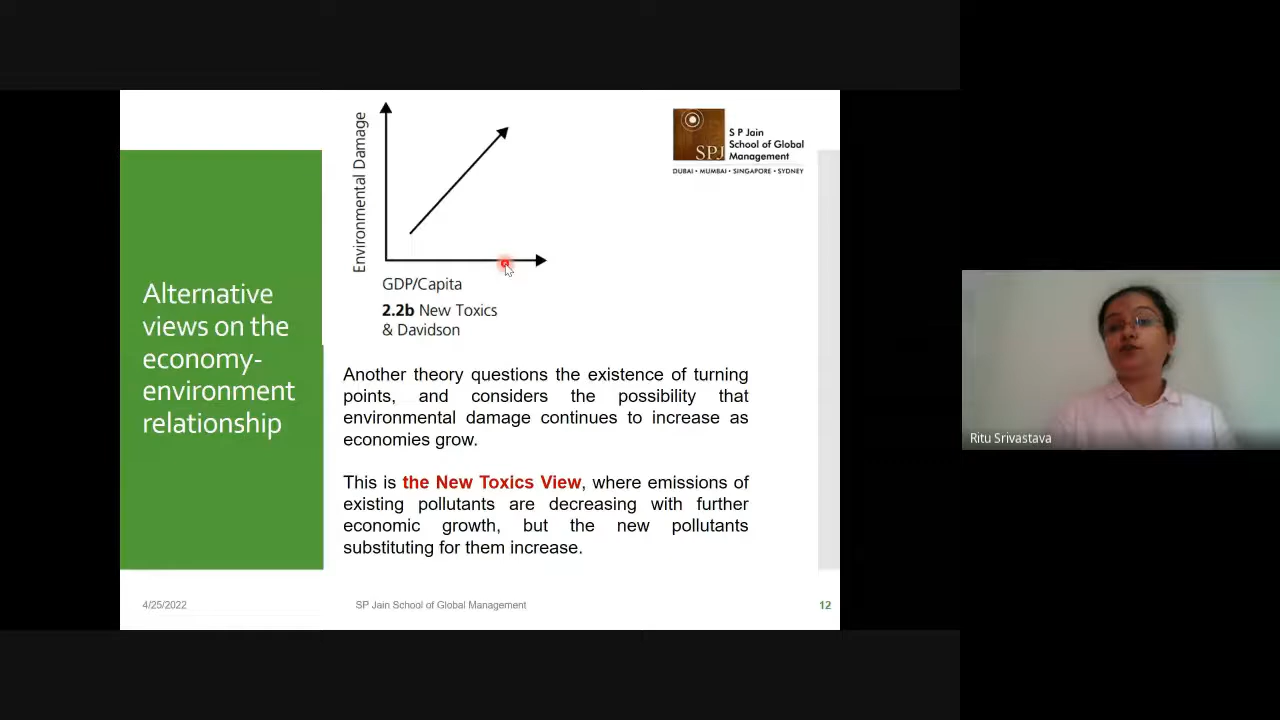 Environmental Damage
GDP/Capita
2.2b New Toxics
& Davidson
SPJ
S P Jain
School of Global
Management
DUBAI • MUMBAI • SINGAPORE • SYDNEY
Alternative
views on the
economy-
environment
relationship
Another theory questions the existence of turning
points, and considers the possibility that
environmental damage continues to increase as
economies grow.
This is the New Toxics View, where emissions of
existing pollutants are decreasing with further
economic growth, but the new pollutants
substituting for them increase.
4/25/2022
SP Jain School of Global Management
12
Ritu Srivastava